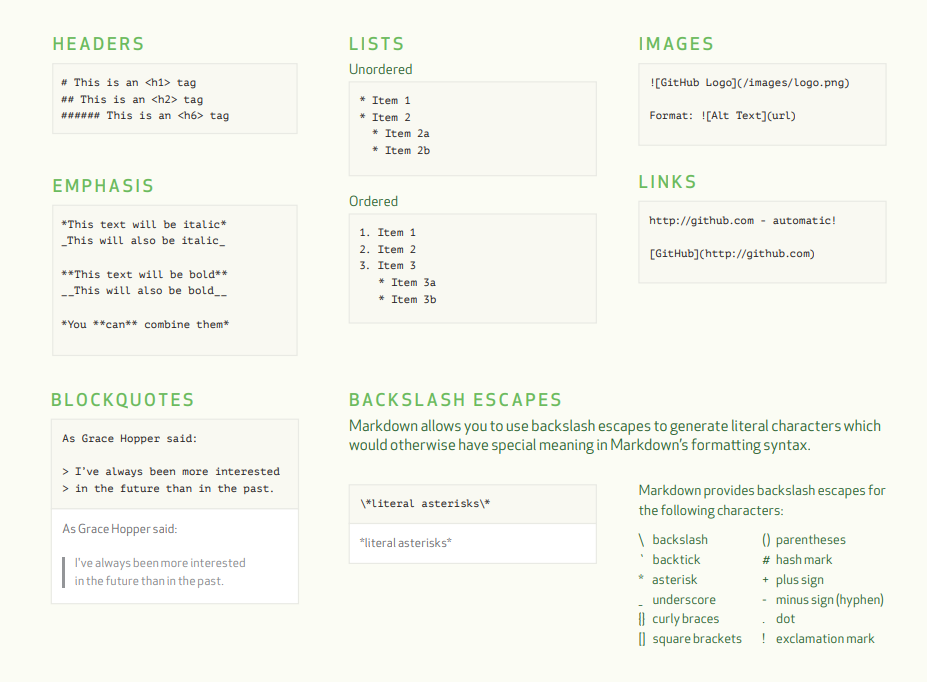 HEADERS
# This is an <h1> tag
## This is an <h2> tag
###### This is an <h6> tag
EMPHASIS
*This text will be italic*
_This will also be italic_
**This text will be bold**
__This will also be bold__
*You **can** combine them*
LISTS
Unordered
* Item 1
* Item 2
  * Item 2a
  * Item 2b
Ordered
1. Item 1
2. Item 2
3. Item 3
   * Item 3a
   * Item 3b
IMAGES
![GitHub Logo](/images/logo.png)
Format: ![Alt Text](url)
LINKS
http://github.com - automatic!
[GitHub](http://github.com)
BLOCKQUOTES
As Grace Hopper said:
> I've always been more interested
> in the future than in the past.
As Grace Hopper said:
I've always been more interested
in the future than in the past.
BACKSLASH ESCAPES
Markdown allows you to use backslash escapes to generate literal characters which
would otherwise have special meaning in Markdown's formatting syntax.
\*literal asterisks\*
*literal asterisks*
Markdown provides backslash escapes for
the following characters:
\ backslash
` backtick
* asterisk
_ underscore
{} curly braces
[] square brackets
() parentheses
# hash mark
+ plus sign
- minus sign (hyphen)
. dot
! exclamation mark